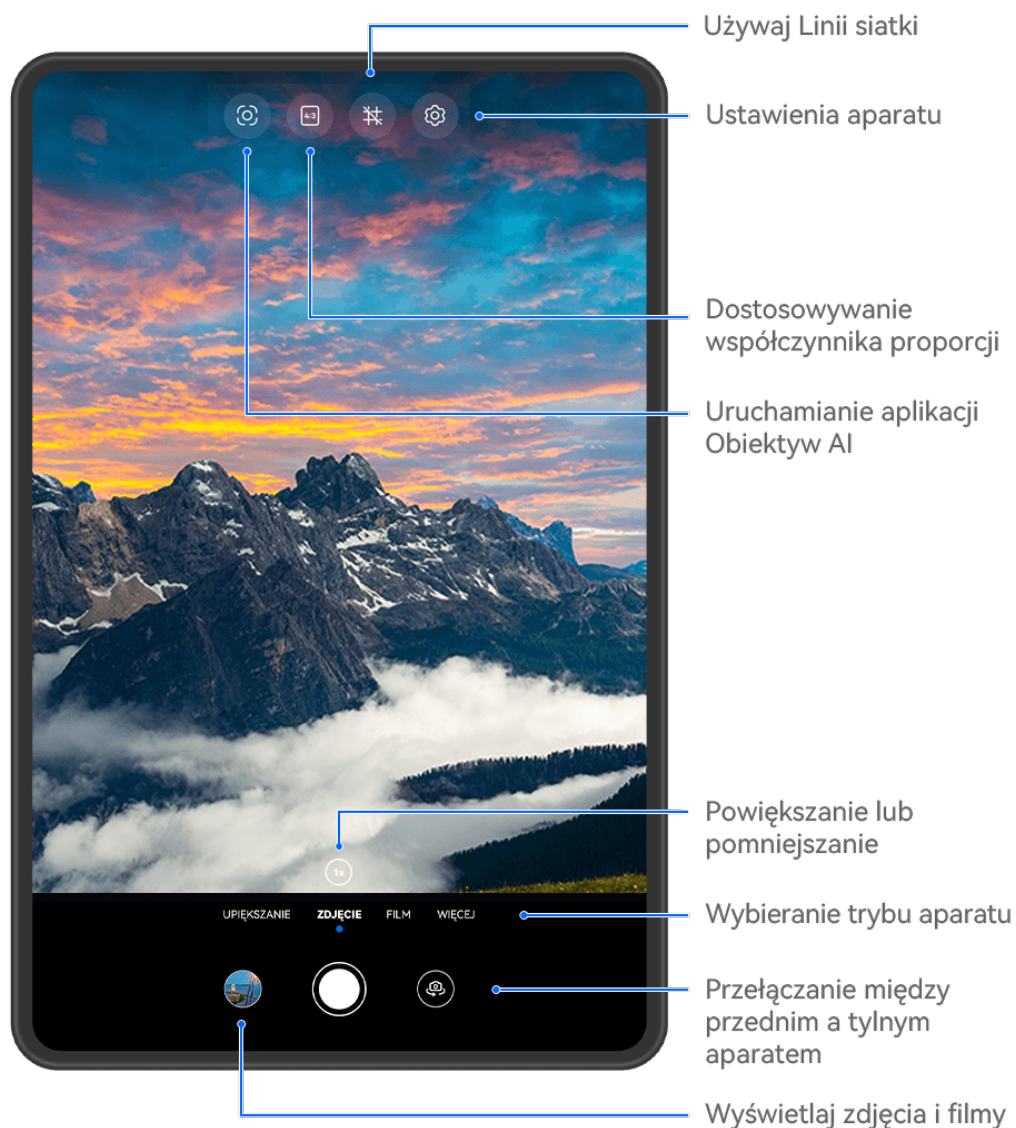 Używaj Linii siatki
4:3
Ustawienia aparatu
Dostosowywanie
współczynnika proporcji
Uruchamianie aplikacji
Obiektyw AI
Powiększanie lub
pomniejszanie
1x
UPIĘKSZANIE ZDJĘCIE FILM WIĘCEJ
Wybieranie trybu aparatu
Przełączanie między
przednim a tylnym
aparatem
Wyświetlaj zdjęcia i filmy